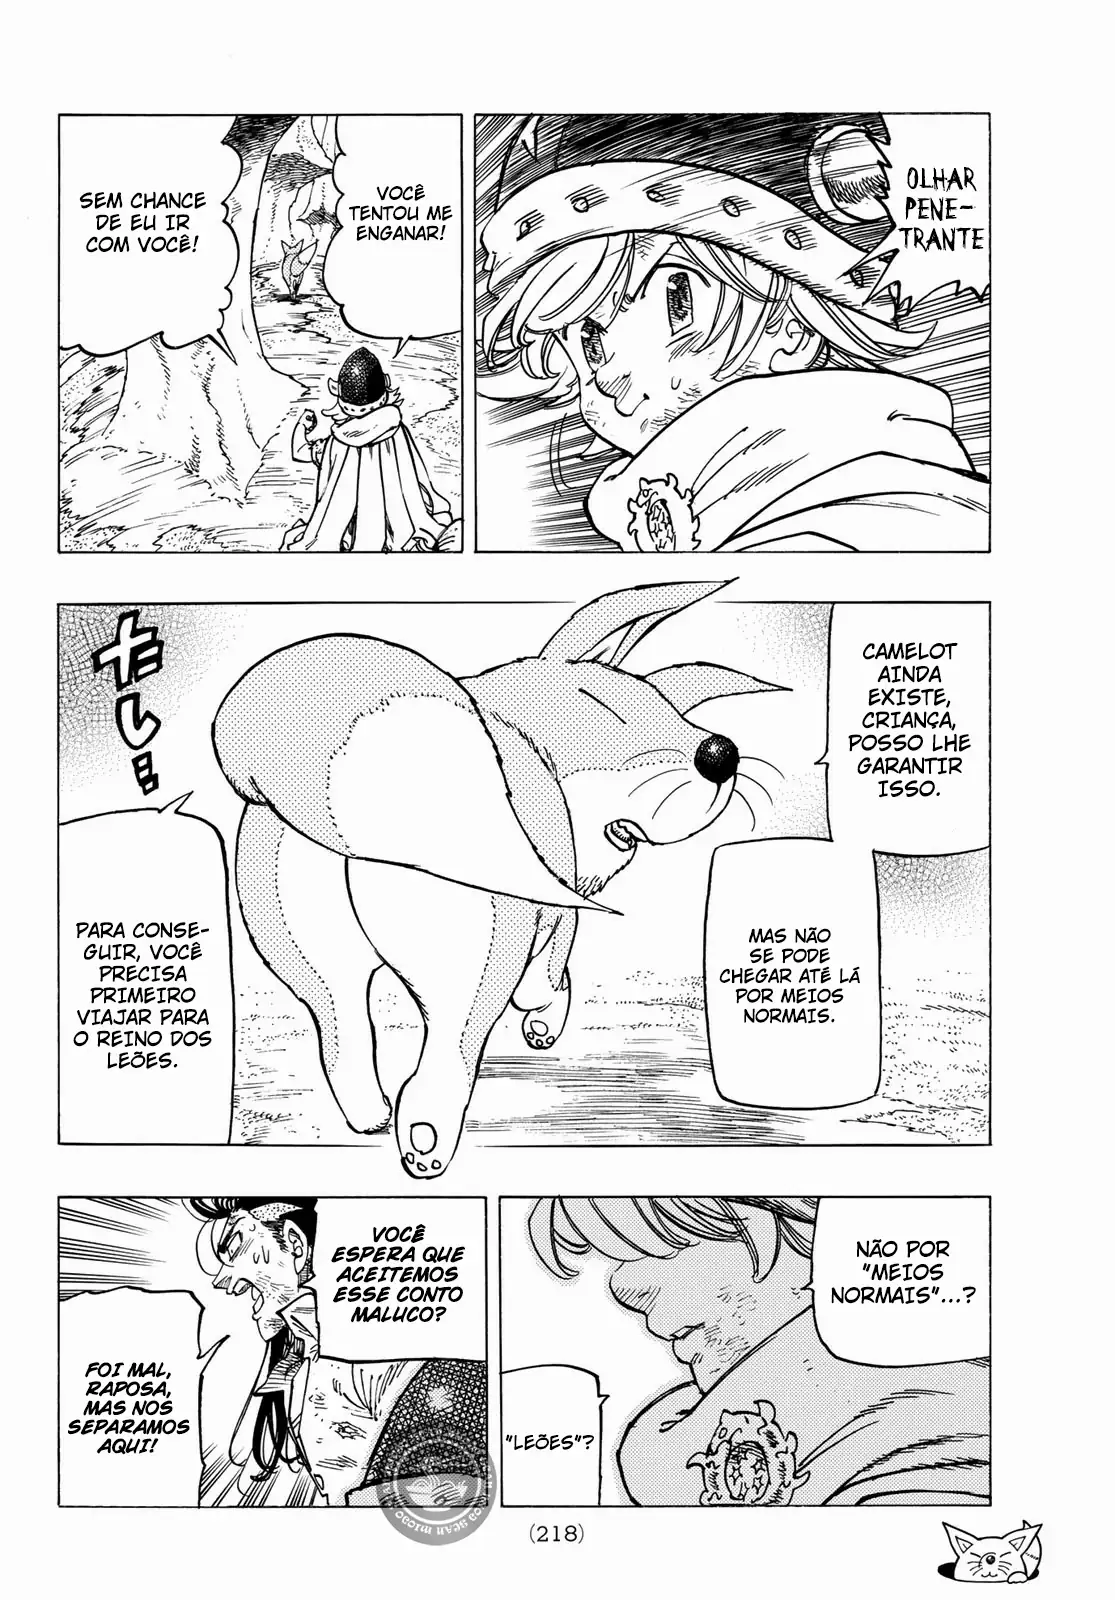 OLHAR
PENE-
TRANTE
VOCÊ
TENTOU ME
ENGANAR!
SEM CHANCE
DE EU IR
COM VOCÊ!
CAMELOT
AINDA
EXISTE,
CRIANÇA,
POSSO LHE
GARANTIR
ISSO.
MAS NÃO
SE PODE
CHEGAR ATÉ LÁ
POR MEIOS
NORMAIS.
PARA CONSE-
GUIR, VOCÊ
PRECISA
PRIMEIRO
VIAJAR PARA
O REINO DOS
LEÕES.
NÃO POR
"MEIOS
NORMAIS"...?
"LEÕES"?
VOCÊ
ESPERA QUE
ACEITEMOS
ESSE CONTO
MALUCO?
FOI MAL,
RAPOSA,
MAS NOS
SEPARAMOS
AQUI!
(218)